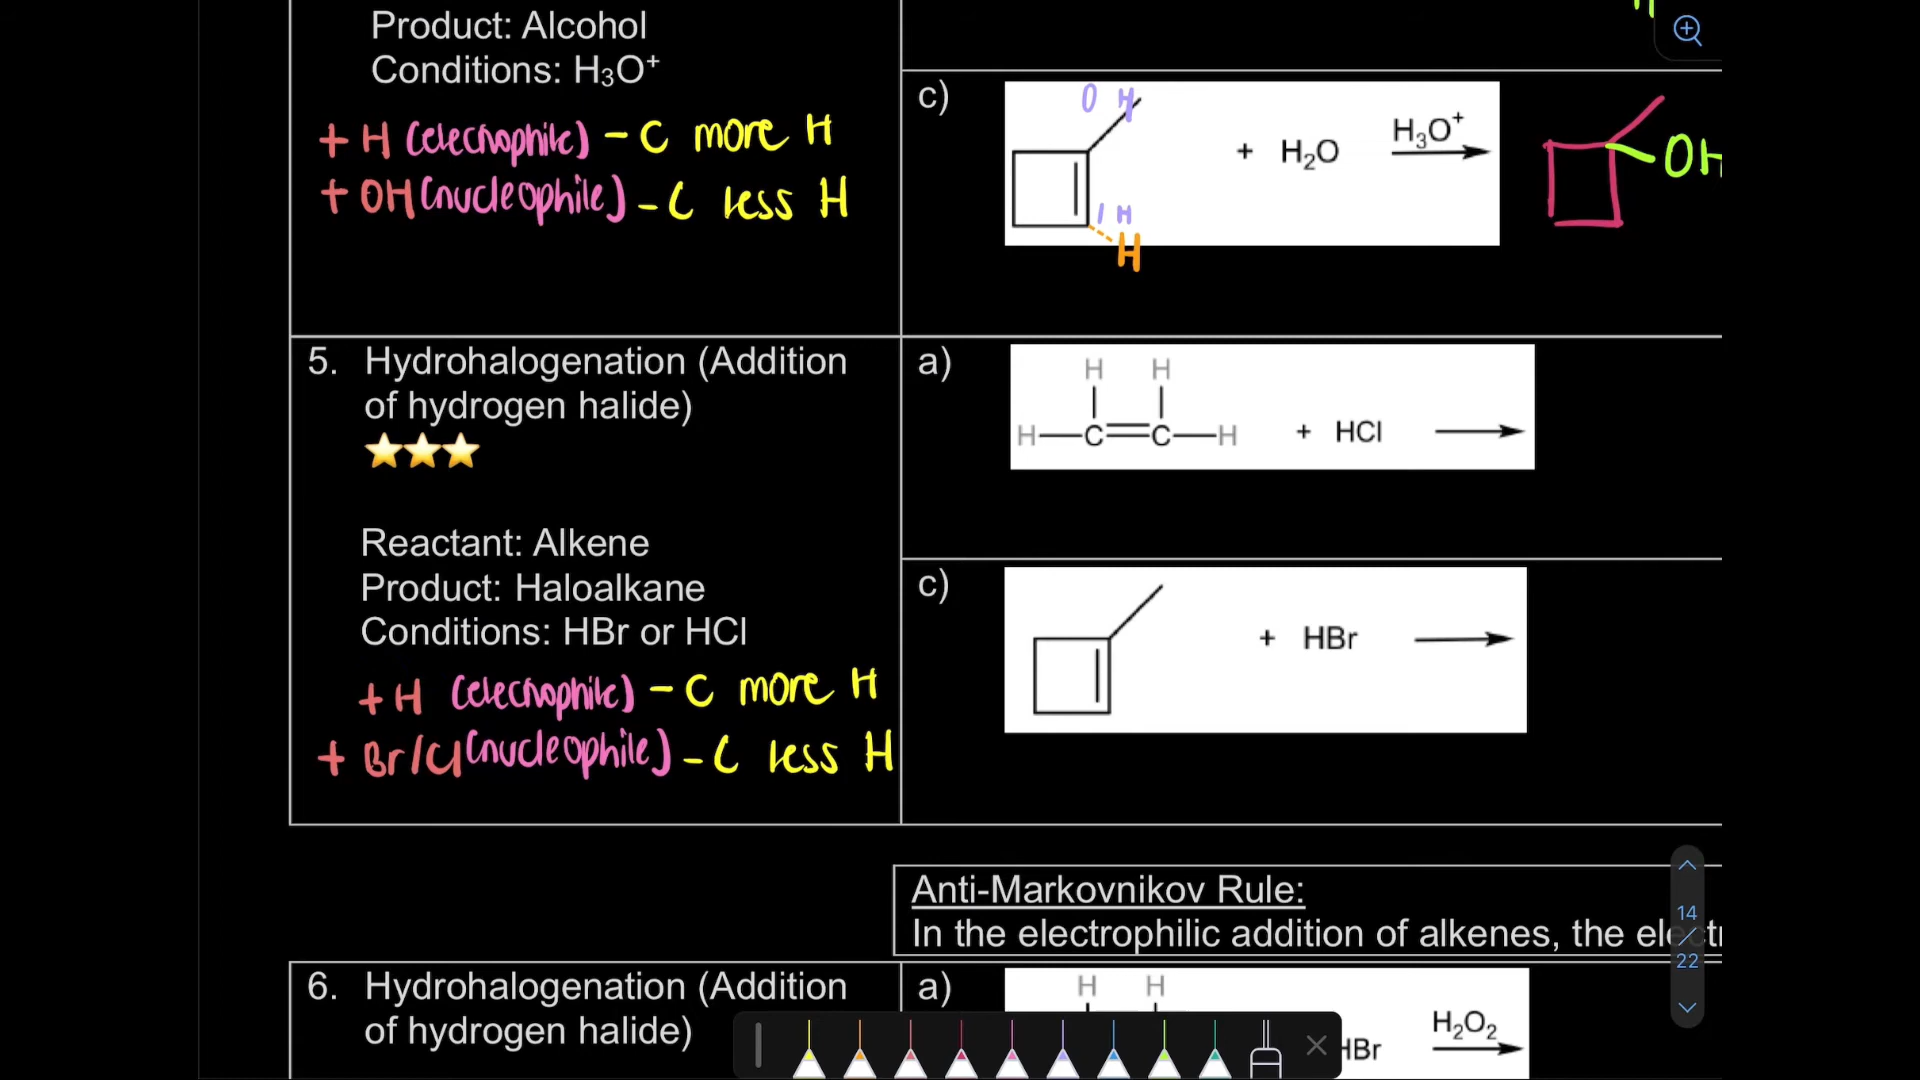 Product: Alcohol
Conditions: H₃O⁺
+ H (electrophile) – C more H
+ OH (nucleophile) – C less H
c)
O H
1 H
H
+ H₂O
H₃O⁺
OH
5. Hydrohalogenation (Addition
of hydrogen halide)
Reactant: Alkene
Product: Haloalkane
Conditions: HBr or HCl
+ H (electrophile) – C more H
+ Br/Cl (nucleophile) – C less H
a)
H H
H–C=C–H + HCl
c)
+ HBr
Anti-Markovnikov Rule:
In the electrophilic addition of alkenes, the electr
6. Hydrohalogenation (Addition
of hydrogen halide)
a)
H H
HBr
H₂O₂
14
/
22